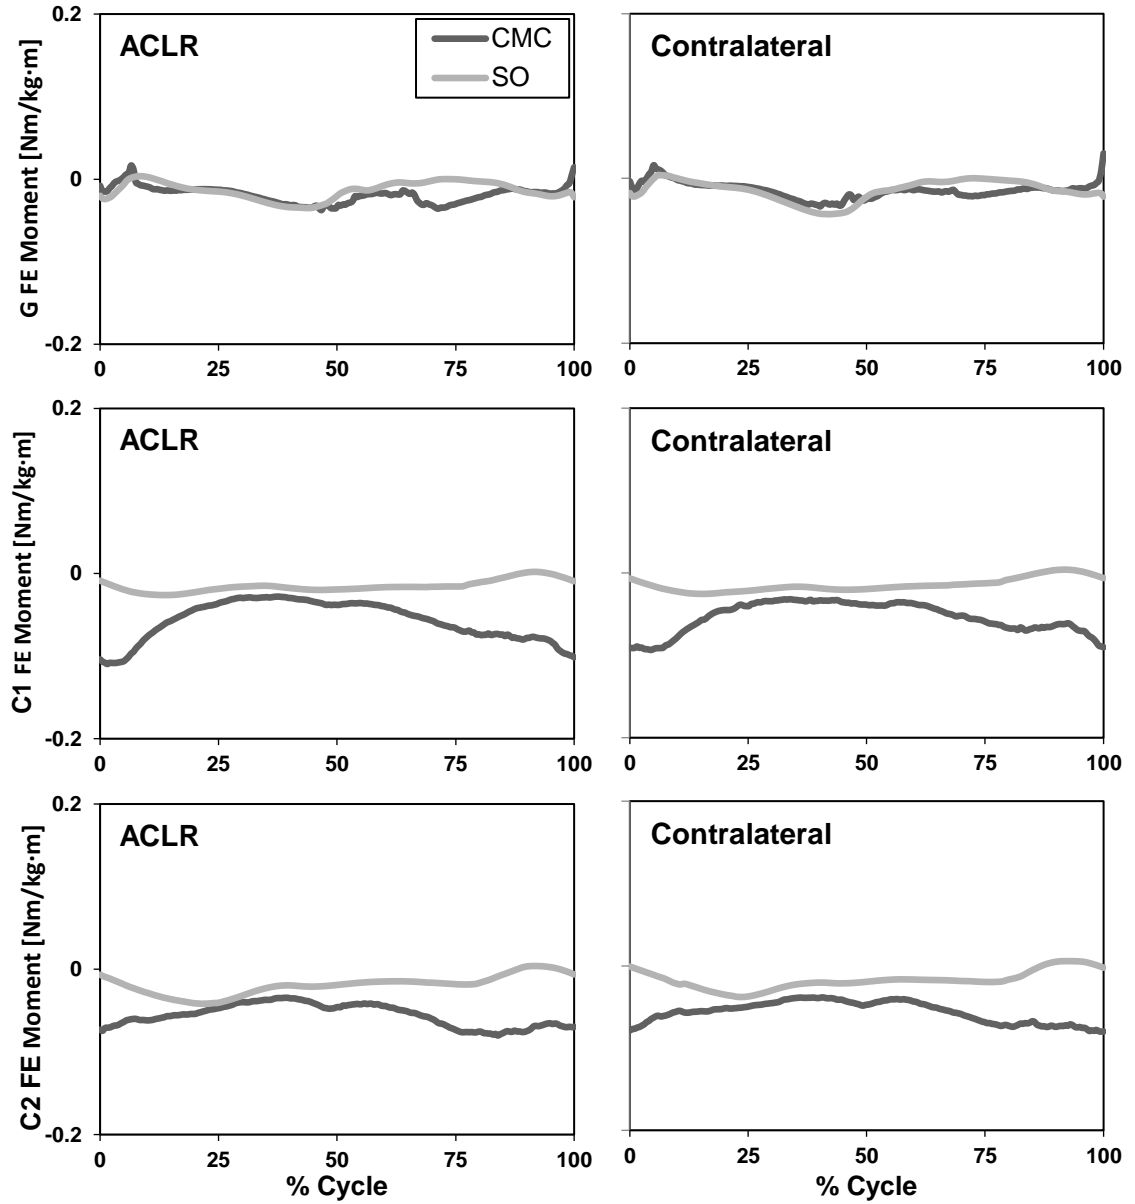 0.2
ACLR
CMC
SO
Contralateral
G FE Moment [Nm/kg·m]
0
-0.2
0 25 50 75 100
0 25 50 75 100
0.2
ACLR
Contralateral
C1 FE Moment [Nm/kg·m]
0
-0.2
0 25 50 75 100
0 25 50 75 100
0.2
ACLR
Contralateral
C2 FE Moment [Nm/kg·m]
0
-0.2
0 25 50 75 100
0 25 50 75 100
% Cycle
% Cycle